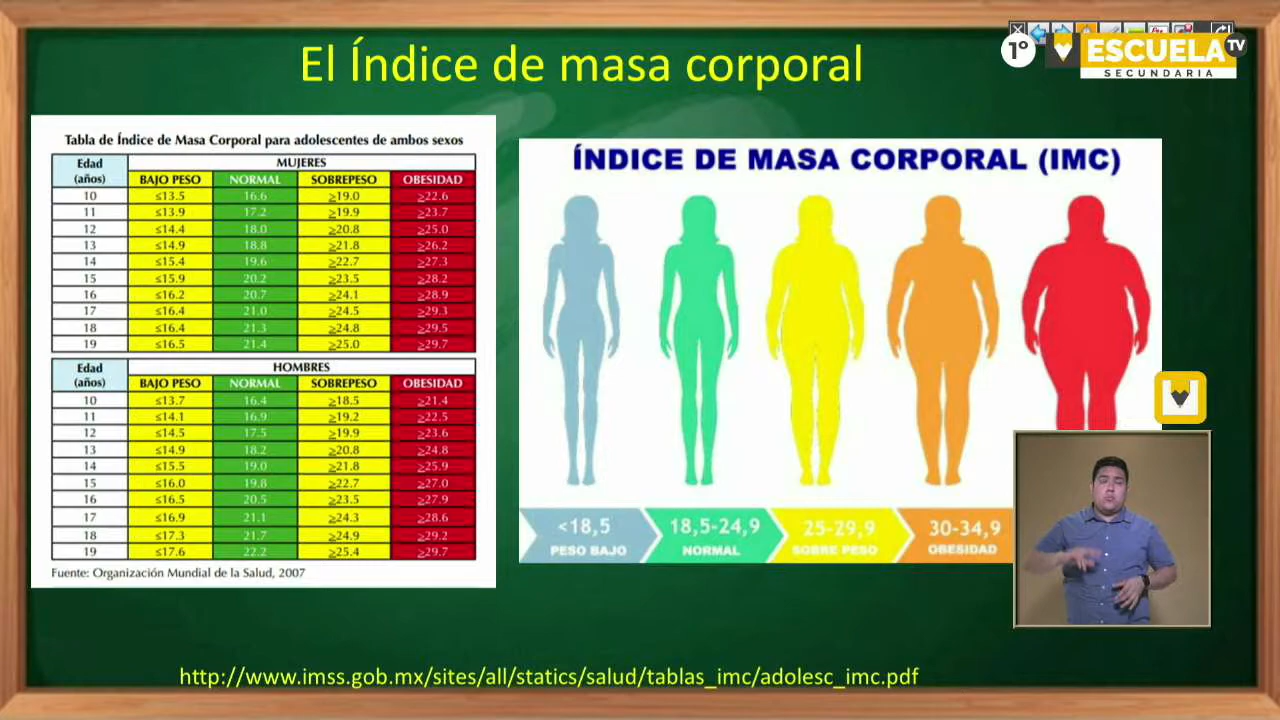 El Índice de masa corporal
1º
ESCUELA TV
SECUNDARIA
Tabla de Índice de Masa Corporal para adolescentes de ambos sexos
Edad (años) MUJERES
BAJO PESO NORMAL SOBREPESO OBESIDAD
10 ≤13.5 16.6 ≥19.0 ≥22.6
11 ≤13.9 17.2 ≥19.9 ≥23.7
12 ≤14.4 18.0 ≥20.8 ≥25.0
13 ≤14.9 18.8 ≥21.8 ≥26.2
14 ≤15.4 19.6 ≥22.7 ≥27.3
15 ≤15.9 20.2 ≥23.5 ≥28.2
16 ≤16.2 20.7 ≥24.1 ≥28.9
17 ≤16.4 21.0 ≥24.5 ≥29.3
18 ≤16.4 21.3 ≥24.8 ≥29.5
19 ≤16.5 21.4 ≥25.0 ≥29.7
Edad (años) HOMBRES
BAJO PESO NORMAL SOBREPESO OBESIDAD
10 ≤13.7 16.4 ≥18.5 ≥21.4
11 ≤14.1 16.9 ≥19.2 ≥22.5
12 ≤14.5 17.5 ≥19.9 ≥23.6
13 ≤14.9 18.2 ≥20.8 ≥24.8
14 ≤15.5 19.0 ≥21.8 ≥25.9
15 ≤16.0 19.8 ≥22.7 ≥27.0
16 ≤16.5 20.5 ≥23.5 ≥27.9
17 ≤16.9 21.1 ≥24.3 ≥28.6
18 ≤17.3 21.7 ≥24.9 ≥29.2
19 ≤17.6 22.2 ≥25.4 ≥29.7
Fuente: Organización Mundial de la Salud, 2007
ÍNDICE DE MASA CORPORAL (IMC)
<18,5 18,5-24,9 25-29,9 30-34,9
PESO BAJO NORMAL SOBRE PESO OBESIDAD
http://www.imss.gob.mx/sites/all/statics/salud/tablas_imc/adolesc_imc.pdf